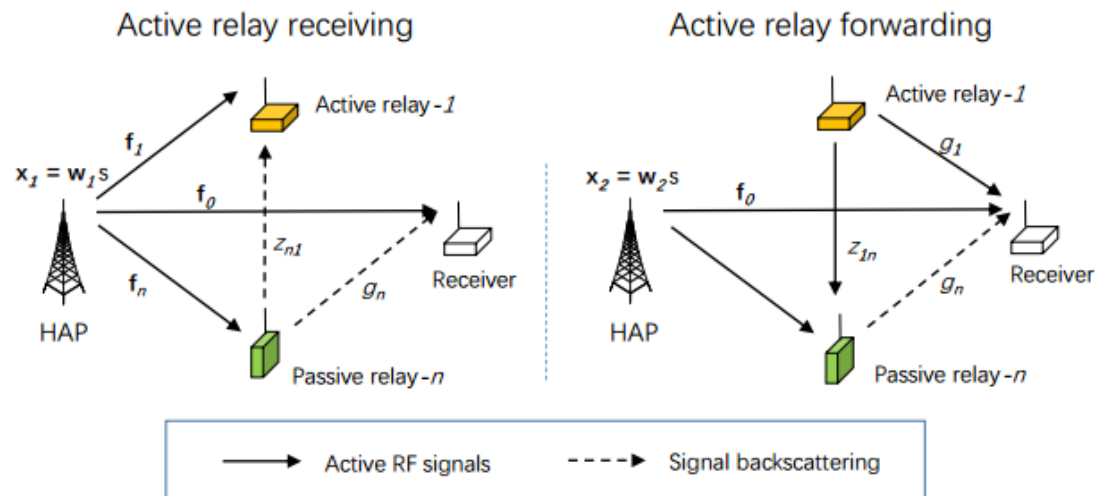 Active relay receiving
Active relay-1
f1
x1 = w1s
f0
zn1
fn
gn
Receiver
HAP
Passive relay-n
Active relay forwarding
Active relay-1
g1
x2 = w2s
f0
z1n
gn
Receiver
HAP
Passive relay-n
Active RF signals
Signal backscattering